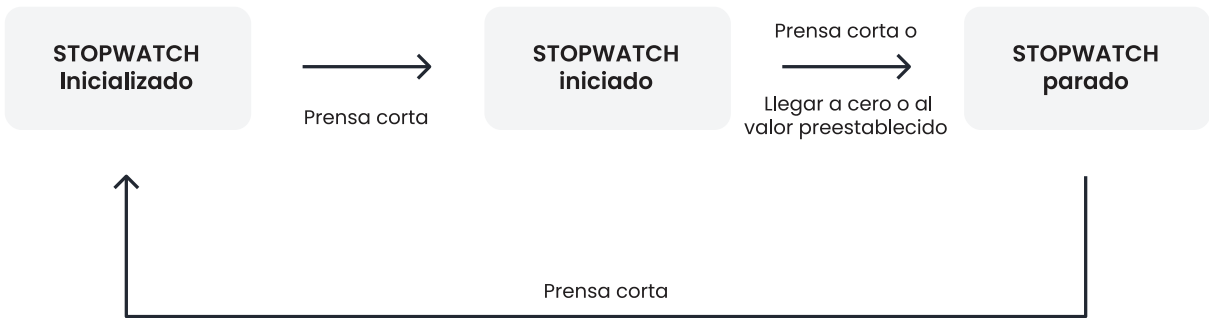 STOPWATCH
Inicializado
Prensa corta
STOPWATCH
iniciado
Prensa corta o
Llegar a cero o al
valor preestablecido
STOPWATCH
parado
Prensa corta